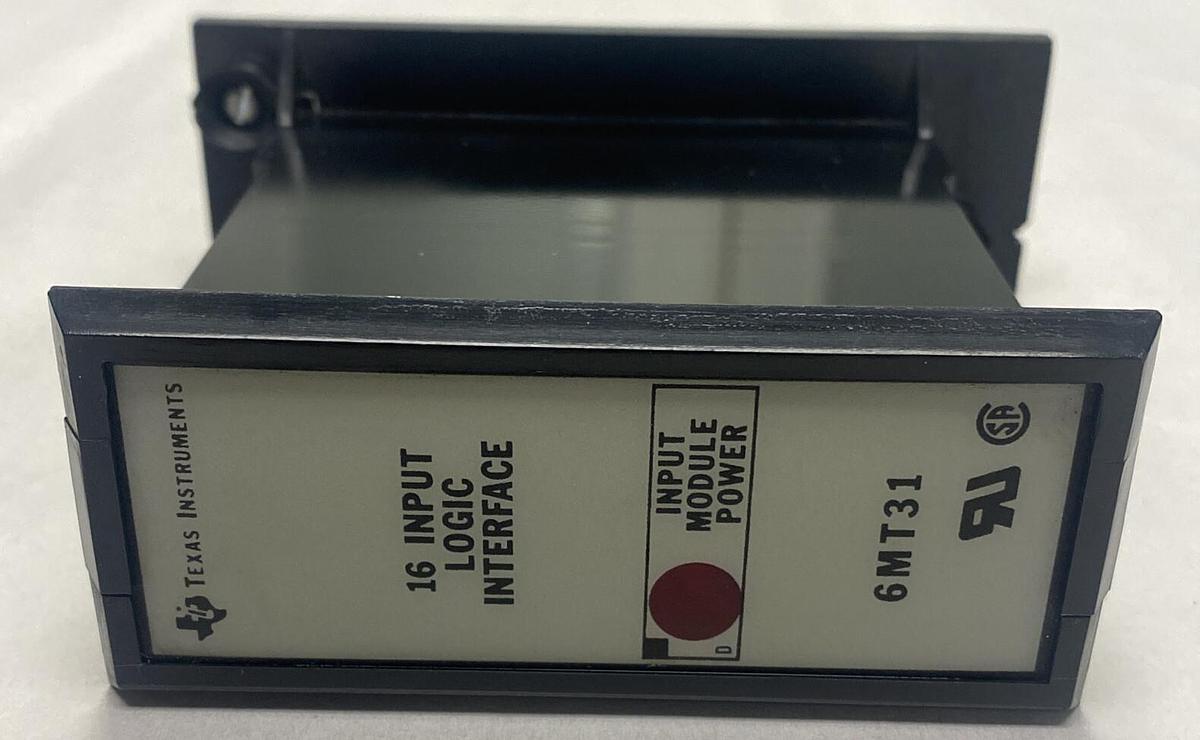 TEXAS INSTRUMENTS
16 INPUT
LOGIC
INTERFACE
INPUT
MODULE
POWER
D
6MT31